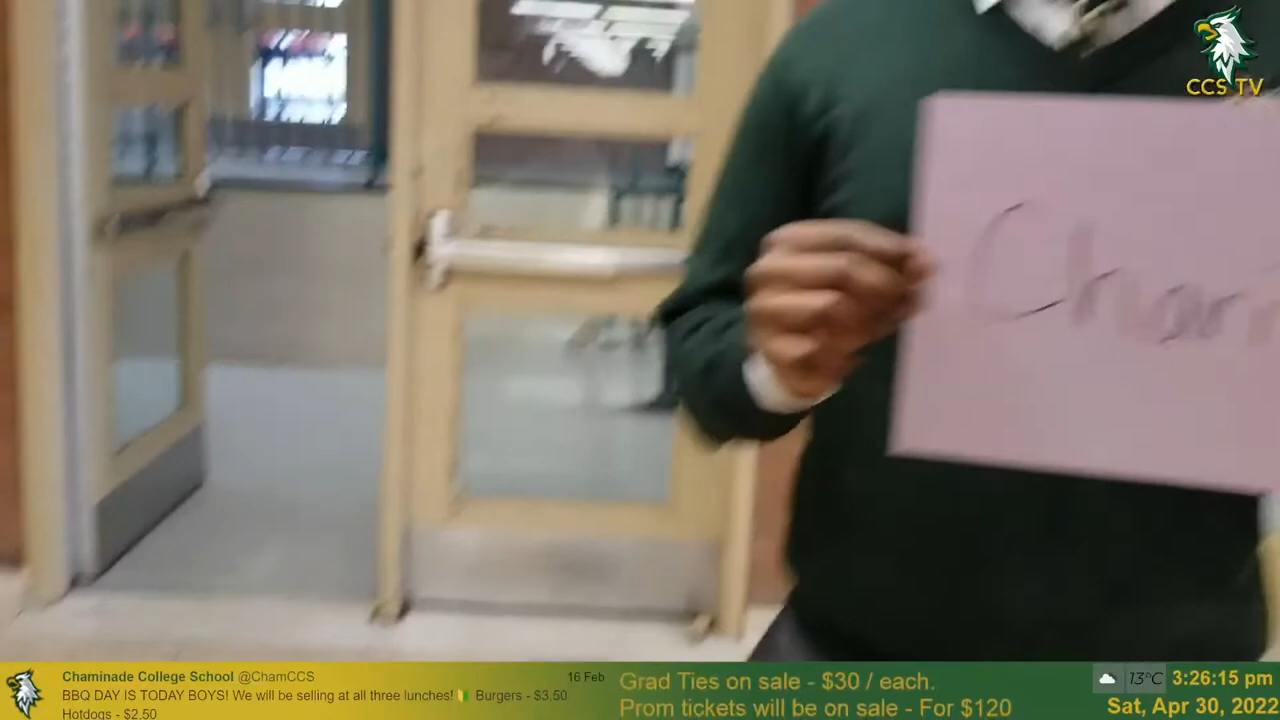 CCS TV
Cham
Chaminade College School @ChamCCS 16 Feb
BBQ DAY IS TODAY BOYS! We will be selling at all three lunches! Burgers - $3.50
Hotdogs - $2.50
Grad Ties on sale - $30 / each.
Prom tickets will be on sale - For $120
13°C 3:26:15 pm
Sat, Apr 30, 2022